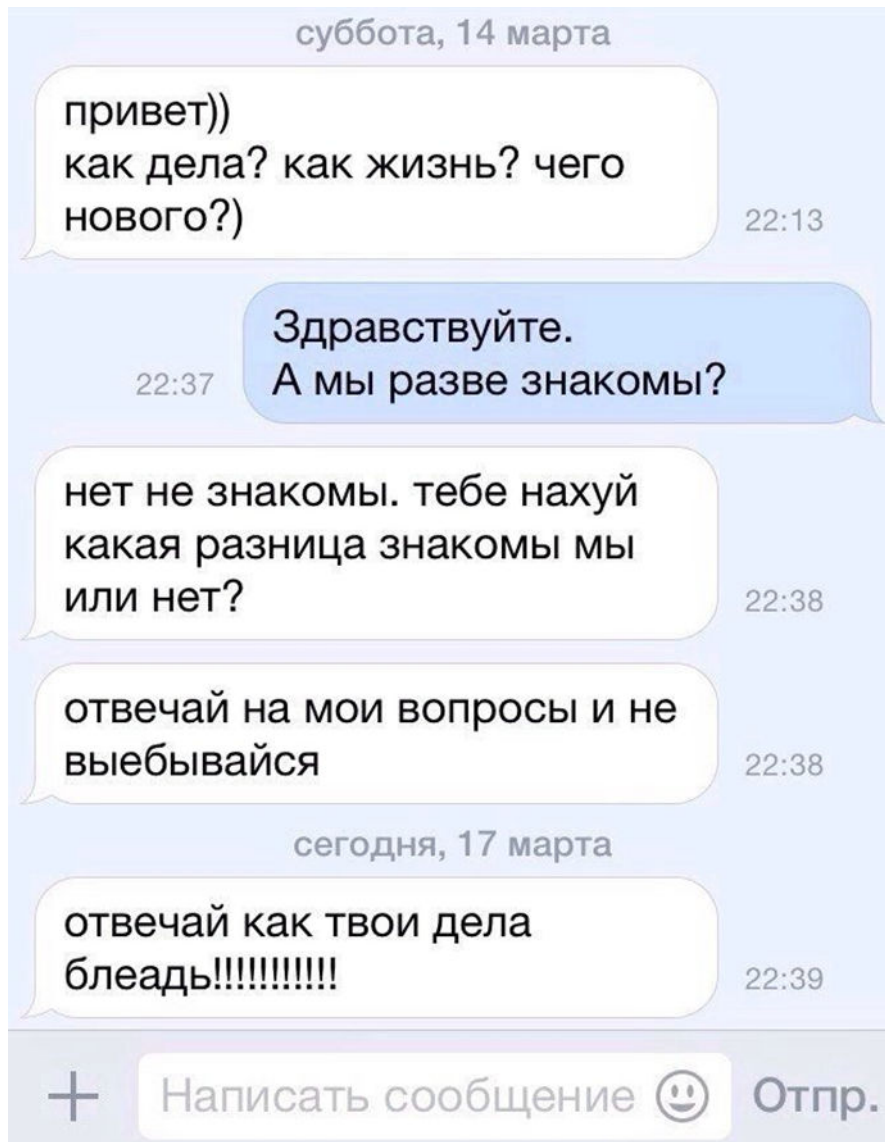 суббота, 14 марта
привет))
как дела? как жизнь? чего
нового?)
22:13
Здравствуйте.
А мы разве знакомы?
22:37
нет не знакомы. тебе нахуй
какая разница знакомы мы
или нет?
22:38
отвечай на мои вопросы и не
выебывайся
22:38
сегодня, 17 марта
отвечай как твои дела
блеадь!!!!!!!!!!!!
22:39
Написать сообщение
Отпр.